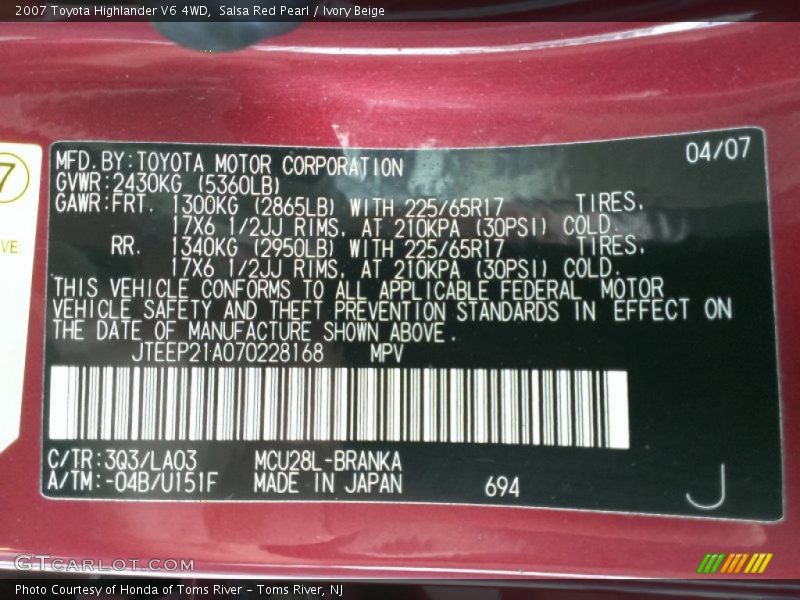 2007 Toyota Highlander V6 4WD,  Salsa Red Pearl / Ivory Beige
04/07
MFD. BY: TOYOTA MOTOR CORPORATION
GVWR: 2430KG (5360LB)
GAWR: FRT. 1300KG (2865LB) WITH 225/65R17 TIRES,
17X6 1/2JJ RIMS, AT 210KPA (30PSI) COLD.
RR. 1340KG (2950LB) WITH 225/65R17 TIRES,
17X6 1/2JJ RIMS, AT 210KPA (30PSI) COLD.
THIS VEHICLE CONFORMS TO ALL APPLICABLE FEDERAL MOTOR
VEHICLE SAFETY AND THEFT PREVENTION STANDARDS IN EFFECT ON
THE DATE OF MANUFACTURE SHOWN ABOVE.
JTEEP21A070228168 MPV
C/TR: 3Q3/LA03 MCU28L-BRANKA
A/TM: -04B/U151F MADE IN JAPAN 694
J
7
VE:
GTCARLOT.COM
Photo Courtesy of Honda of Toms River – Toms River, NJ